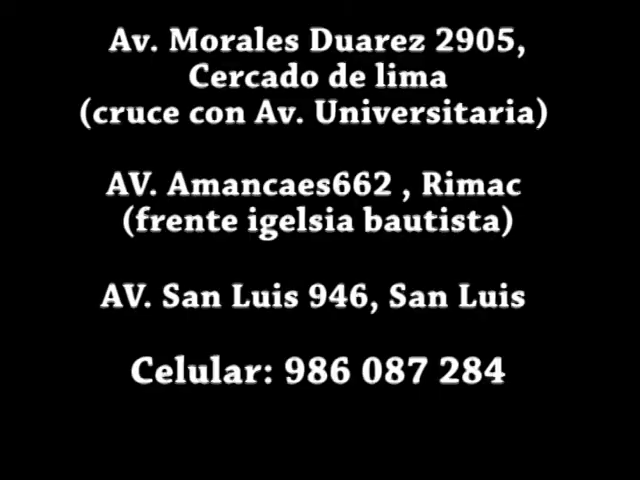 Av. Morales Duarez 2905,
Cercado de lima
(cruce con Av. Universitaria)
AV. Amancaes662 , Rimac
(frente igelsia bautista)
AV. San Luis 946, San Luis
Celular: 986 087 284